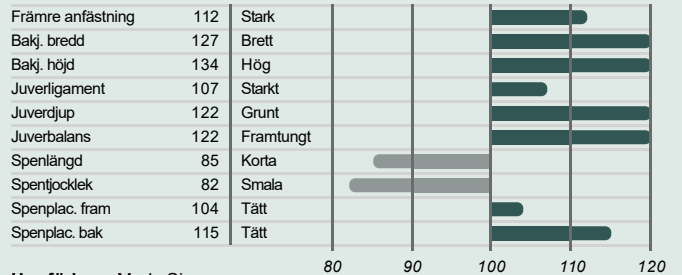 Främre anfästning 112 Stark
Bakj. bredd 127 Brett
Bakj. höjd 134 Hög
Juverligament 107 Starkt
Juverdjup 122 Grunt
Juverbalans 122 Framtungt
Spenlängd 85 Korta
Spentjocklek 82 Smala
Spenplac. fram 104 Tätt
Spenplac. bak 115 Tätt
80 90 100 110 120